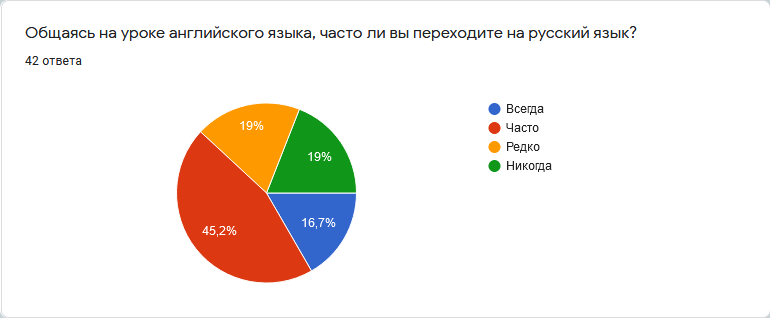 Общаясь на уроке английского языка, часто ли вы переходите на русский язык?
42 ответа
Всегда
Часто
Редко
Никогда
19%
19%
45,2%
16,7%